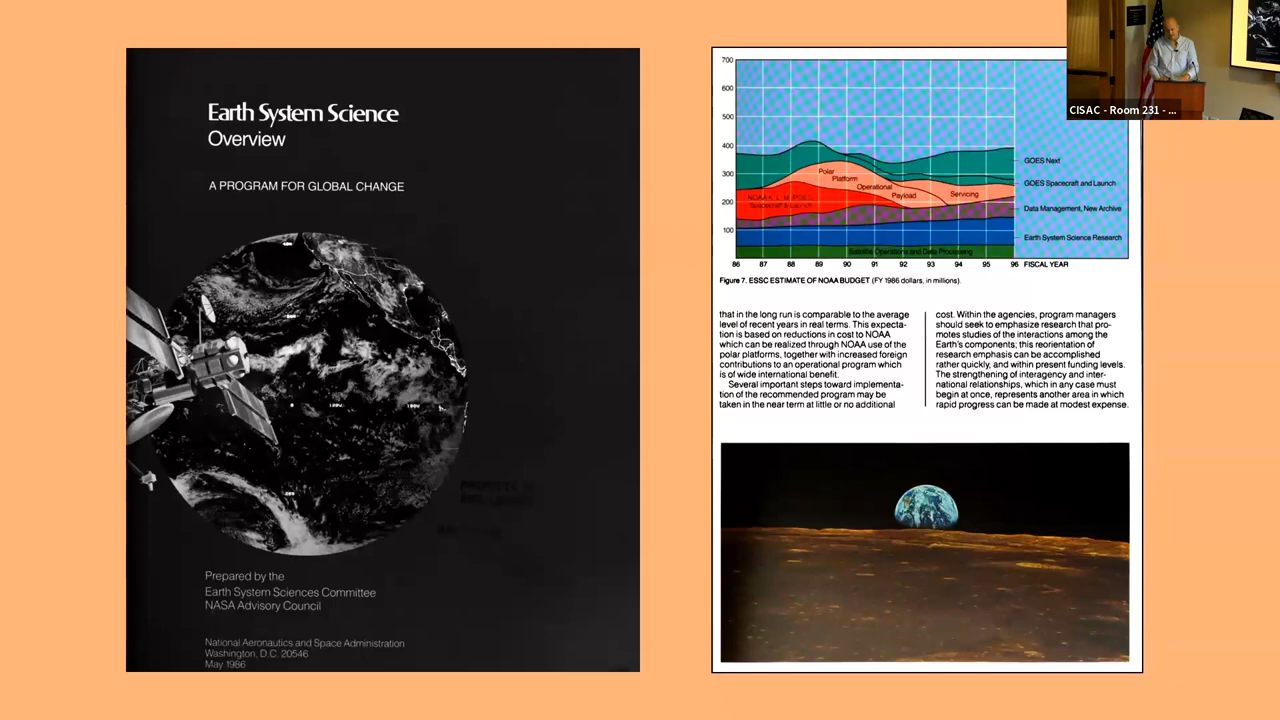 Earth System Science
Overview
A PROGRAM FOR GLOBAL CHANGE
Prepared by the
Earth System Sciences Committee
NASA Advisory Council
National Aeronautics and Space Administration
Washington, D.C. 20546
May 1986
700
600
500
400
300
200
100
Polar
Platform
Operational
Payload
Servicing
Spacecraft & Launch
Satellite Operations and Data Processing
GOES Next
GOES Spacecraft and Launch
Data Management, New Archive
Earth System Science Research
86 87 88 89 90 91 92 93 94 95 96 FISCAL YEAR
Figure 7. ESSC ESTIMATE OF NOAA BUDGET (FY 1986 dollars, in millions).
that in the long run is comparable to the average
level of recent years in real terms. This expecta-
tion is based on reductions in cost to NOAA
which can be realized through NOAA use of the
polar platforms, together with increased foreign
contributions to an operational program which
is of wide international benefit.
Several important steps toward implementa-
tion of the recommended program may be
taken in the near term at little or no additional
cost. Within the agencies, program managers
should seek to emphasize research that pro-
motes studies of the interactions among the
Earth's components; this reorientation of
research emphasis can be accomplished
rather quickly, and within present funding levels.
The strengthening of interagency and inter-
national relationships, which in any case must
begin at once, represents another area in which
rapid progress can be made at modest expense.
CISAC - Room 231 - ...